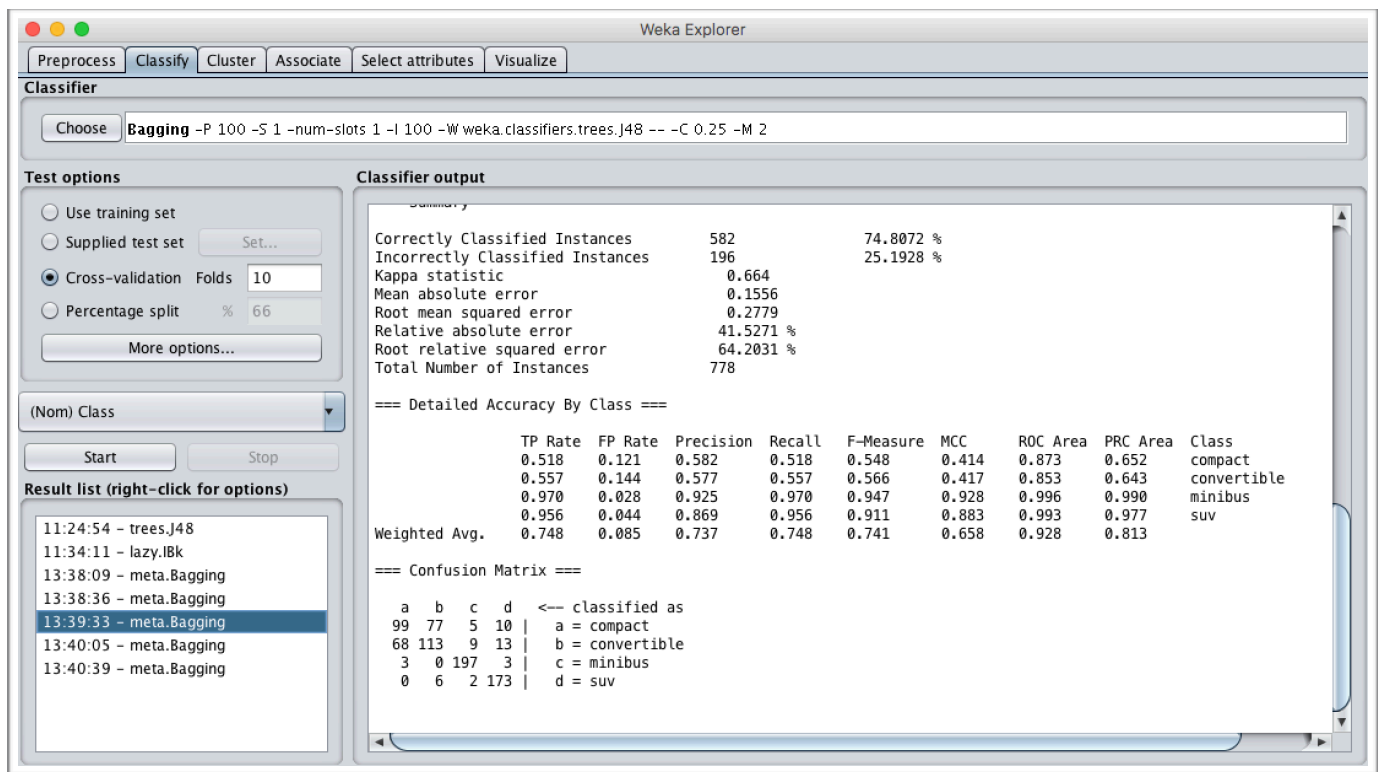 Weka Explorer
Preprocess Classify Cluster Associate Select attributes Visualize
Classifier
Choose Bagging -P 100 -S 1 -num-slots 1 -I 100 -W weka.classifiers.trees.J48 -- -C 0.25 -M 2
Test options
Use training set
Supplied test set Set...
Cross-validation Folds 10
Percentage split % 66
More options...
(Nom) Class
Start Stop
Result list (right-click for options)
11:24:54 - trees.J48
11:34:11 - lazy.IBk
13:38:09 - meta.Bagging
13:38:36 - meta.Bagging
13:39:33 - meta.Bagging
13:40:05 - meta.Bagging
13:40:39 - meta.Bagging
Classifier output
Summary
Correctly Classified Instances 582 74.8072 %
Incorrectly Classified Instances 196 25.1928 %
Kappa statistic 0.664
Mean absolute error 0.1556
Root mean squared error 0.2779
Relative absolute error 41.5271 %
Root relative squared error 64.2031 %
Total Number of Instances 778
=== Detailed Accuracy By Class ===
TP Rate FP Rate Precision Recall F-Measure MCC ROC Area PRC Area Class
0.518 0.121 0.582 0.518 0.548 0.414 0.873 0.652 compact
0.557 0.144 0.577 0.557 0.566 0.417 0.853 0.643 convertible
0.970 0.028 0.925 0.970 0.947 0.928 0.996 0.990 minibus
0.956 0.044 0.869 0.956 0.911 0.883 0.993 0.977 suv
Weighted Avg. 0.748 0.085 0.737 0.748 0.741 0.658 0.928 0.813
=== Confusion Matrix ===
a b c d <-- classified as
99 77 5 10 | a = compact
68 113 9 13 | b = convertible
3 0 197 3 | c = minibus
0 6 2 173 | d = suv